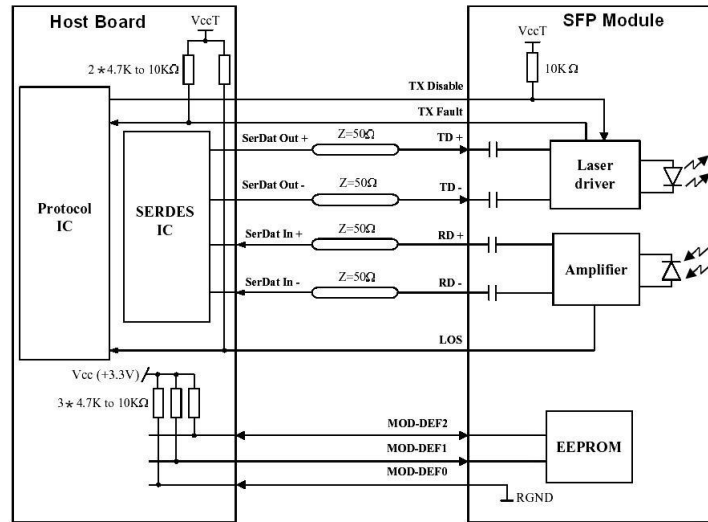 Host Board
SFP Module
VccT
VccT
2*4.7K to 10KΩ
10KΩ
TX Disable
TX Fault
SerDat Out +
Z=50Ω
TD +
SerDat Out -
Z=50Ω
TD -
Laser
driver
Protocol
IC
SERDES
IC
SerDat In +
Z=50Ω
RD +
Amplifier
SerDat In -
Z=50Ω
RD -
LOS
Vcc (+3.3V)
3*4.7K to 10KΩ
MOD-DEF2
MOD-DEF1
EEPROM
MOD-DEF0
RGND